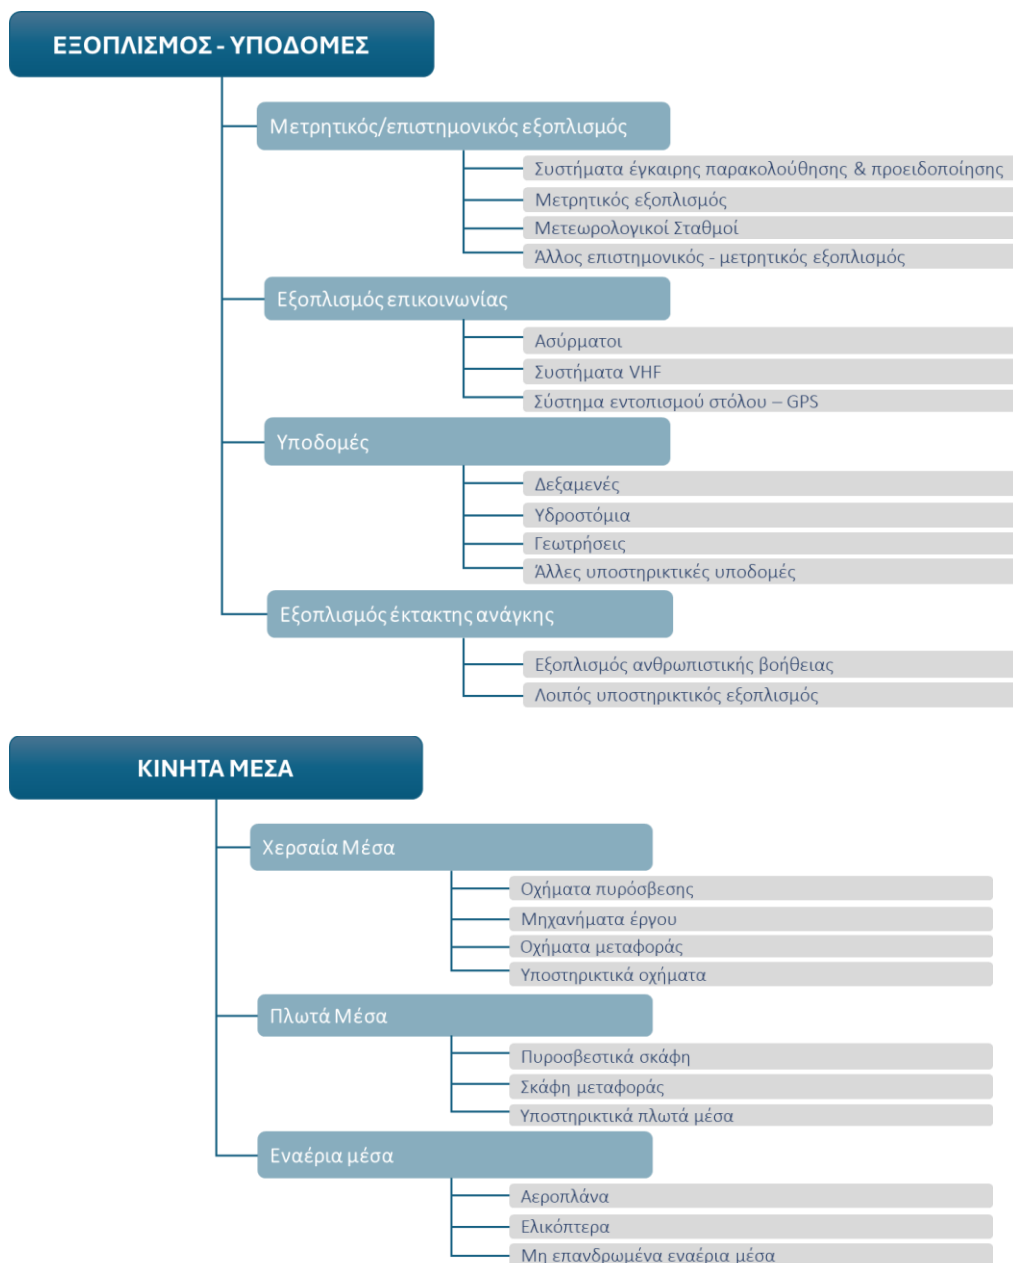 ΕΞΟΠΛΙΣΜΟΣ - ΥΠΟΔΟΜΕΣ
Μετρητικός/επιστημονικός εξοπλισμός
Συστήματα έγκαιρης παρακολούθησης & προειδοποίησης
Μετρητικός εξοπλισμός
Μετεωρολογικοί Σταθμοί
Άλλος επιστημονικός - μετρητικός εξοπλισμός
Εξοπλισμός επικοινωνίας
Ασύρματοι
Συστήματα VHF
Σύστημα εντοπισμού στόλου – GPS
Υποδομές
Δεξαμενές
Υδροστόμια
Γεωτρήσεις
Άλλες υποστηρικτικές υποδομές
Εξοπλισμός έκτακτης ανάγκης
Εξοπλισμός ανθρωπιστικής βοήθειας
Λοιπός υποστηρικτικός εξοπλισμός
ΚΙΝΗΤΑ ΜΕΣΑ
Χερσαία Μέσα
Οχήματα πυρόσβεσης
Μηχανήματα έργου
Οχήματα μεταφοράς
Υποστηρικτικά οχήματα
Πλωτά Μέσα
Πυροσβεστικά σκάφη
Σκάφη μεταφοράς
Υποστηρικτικά πλωτά μέσα
Εναέρια μέσα
Αεροπλάνα
Ελικόπτερα
Μη επανδρωμένα εναέρια μέσα